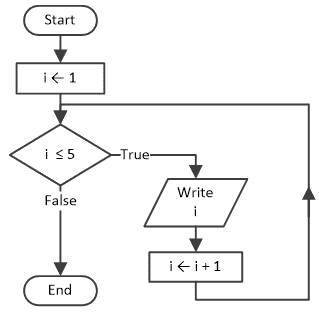 Start
i ← 1
i ≤ 5
True
False
Write
i
i ← i + 1
End